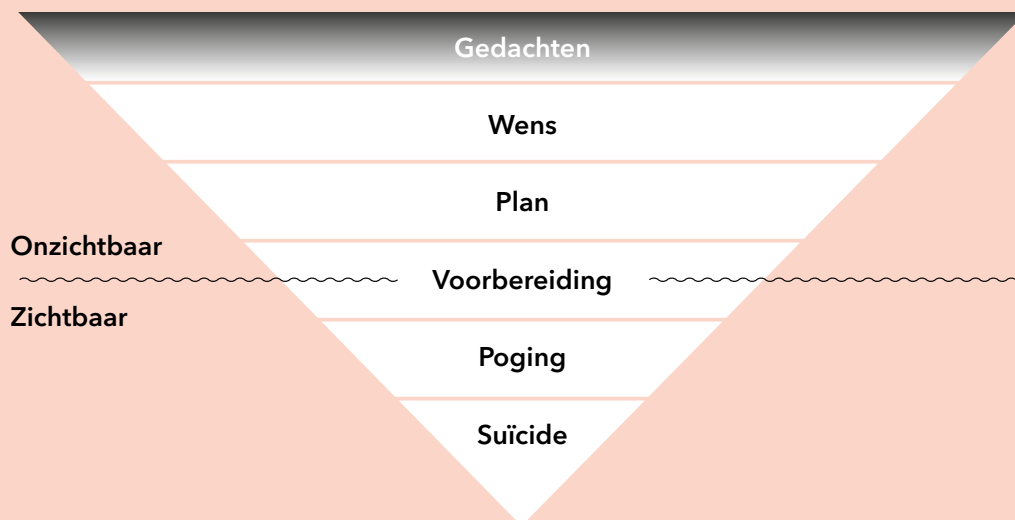 Gedachten
Wens
Plan
Onzichtbaar
Voorbereiding
Zichtbaar
Poging
Suïcide